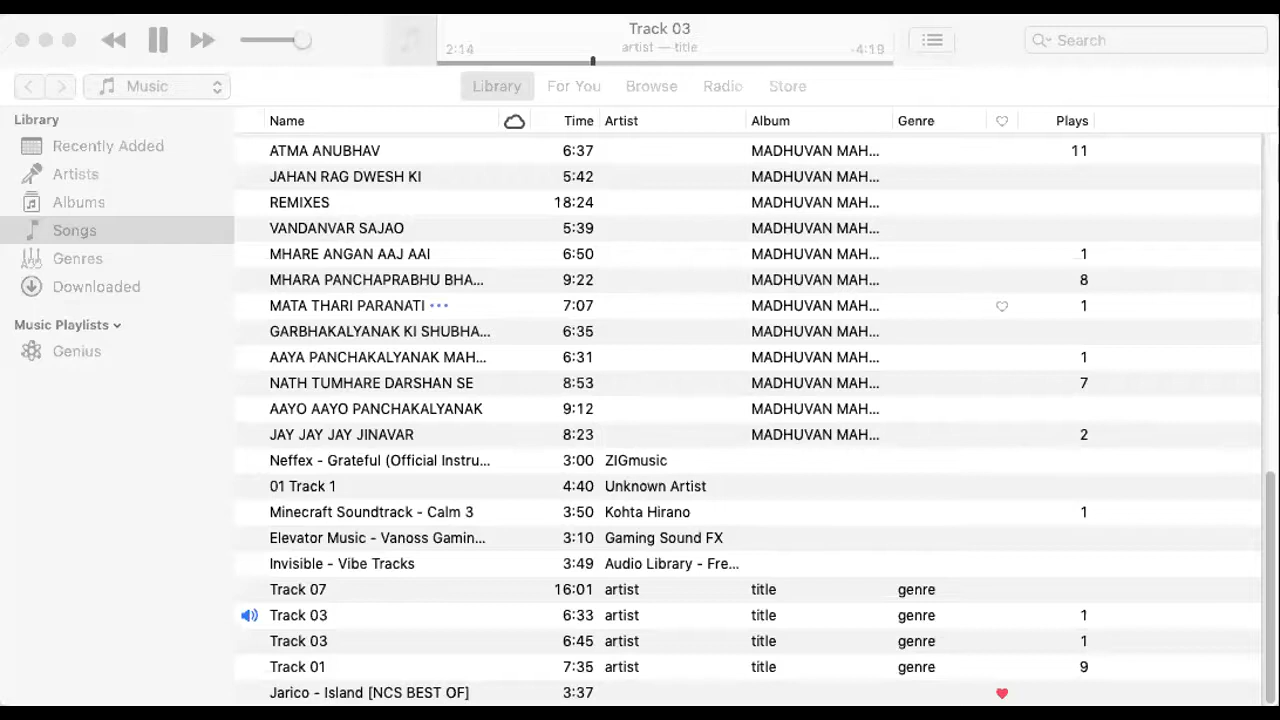 Track 03
2:14 artist — title -4:19
Search
Music Library For You Browse Radio Store
Library
Recently Added
Artists
Albums
Songs
Genres
Downloaded
Music Playlists
Genius
Name Time Artist Album Genre Plays
ATMA ANUBHAV 6:37 MADHUVAN MAH... 11
JAHAN RAG DWESH KI 5:42 MADHUVAN MAH...
REMIXES 18:24 MADHUVAN MAH...
VANDANVAR SAJAO 5:39 MADHUVAN MAH...
MHARE ANGAN AAJ AAI 6:50 MADHUVAN MAH... 1
MHARA PANCHAPRABHU BHA... 9:22 MADHUVAN MAH... 8
MATA THARI PARANATI ••• 7:07 MADHUVAN MAH... 1
GARBHAKALYANAK KI SHUBHA... 6:35 MADHUVAN MAH...
AAYA PANCHAKALYANAK MAH... 6:31 MADHUVAN MAH... 1
NATH TUMHARE DARSHAN SE 8:53 MADHUVAN MAH... 7
AAYO AAYO PANCHAKALYANAK 9:12 MADHUVAN MAH...
JAY JAY JAY JINAVAR 8:23 MADHUVAN MAH... 2
Neffex - Grateful (Official Instru... 3:00 ZIGmusic
01 Track 1 4:40 Unknown Artist
Minecraft Soundtrack - Calm 3 3:50 Kohta Hirano 1
Elevator Music - Vanoss Gamin... 3:10 Gaming Sound FX
Invisible - Vibe Tracks 3:49 Audio Library - Fre...
Track 07 16:01 artist title genre
Track 03 6:33 artist title genre 1
Track 03 6:45 artist title genre 1
Track 01 7:35 artist title genre 9
Jarico - Island [NCS BEST OF] 3:37